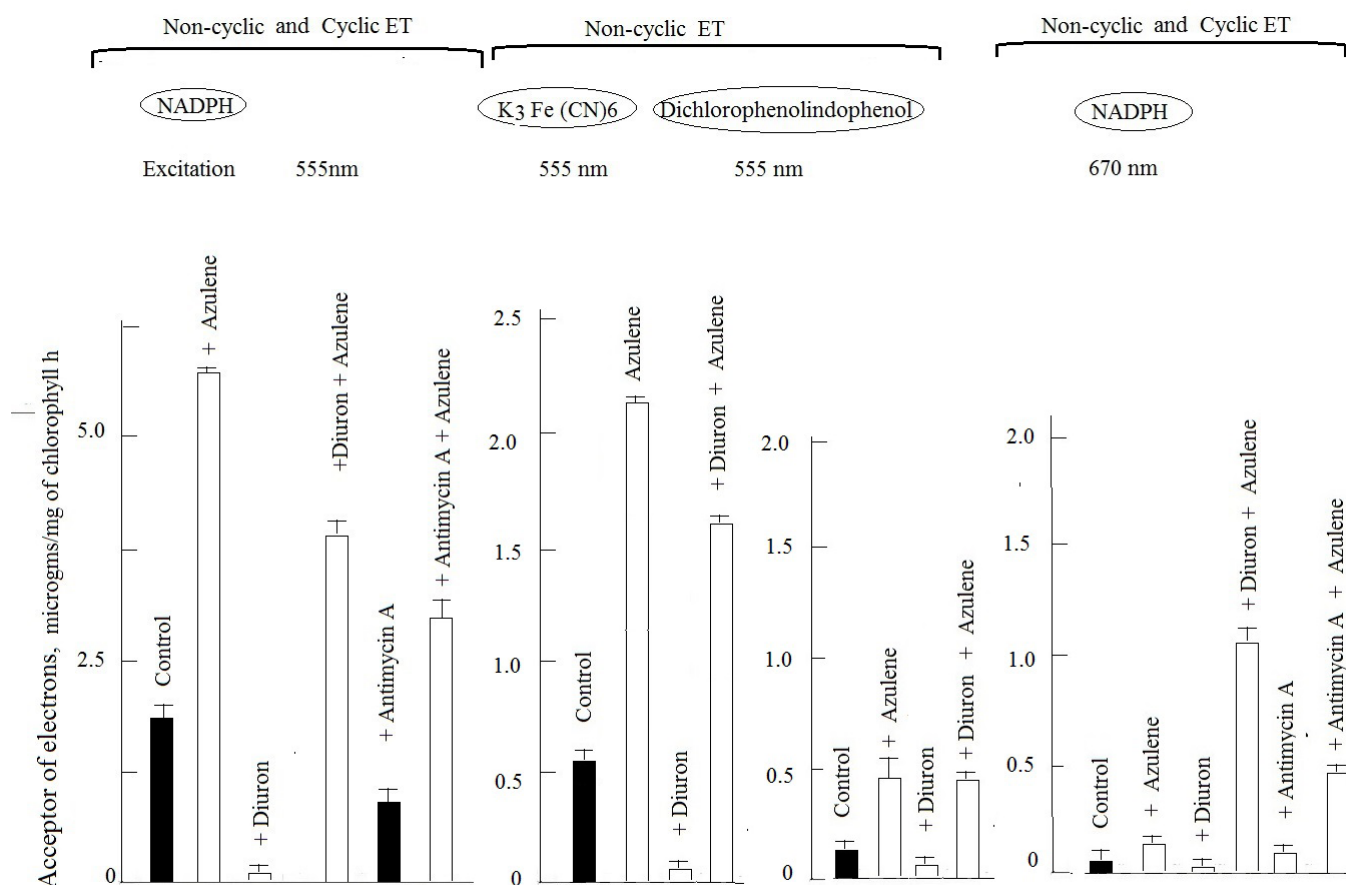 Non-cyclic and Cyclic ET
Non-cyclic ET
Non-cyclic and Cyclic ET
NADPH
K3 Fe (CN)6
Dichlorophenolindophenol
NADPH
Excitation 555nm
555 nm
555 nm
670 nm
Acceptor of electrons, microgms/mg of chlorophyll h
5.0
2.5
0
Control
+ Azulene
+ Diuron
+Diuron + Azulene
+ Antimycin A
+ Antimycin A + Azulene
2.5
2.0
1.5
1.0
0.5
0
Control
Azulene
+ Diuron
+ Diuron + Azulene
2.0
1.5
1.0
0.5
0
Control
+ Azulene
+ Diuron
+ Diuron + Azulene
2.0
1.5
1.0
0.5
0
Control
+ Azulene
+ Diuron
+ Diuron + Azulene
+ Antimycin A
+ Antimycin A + Azulene